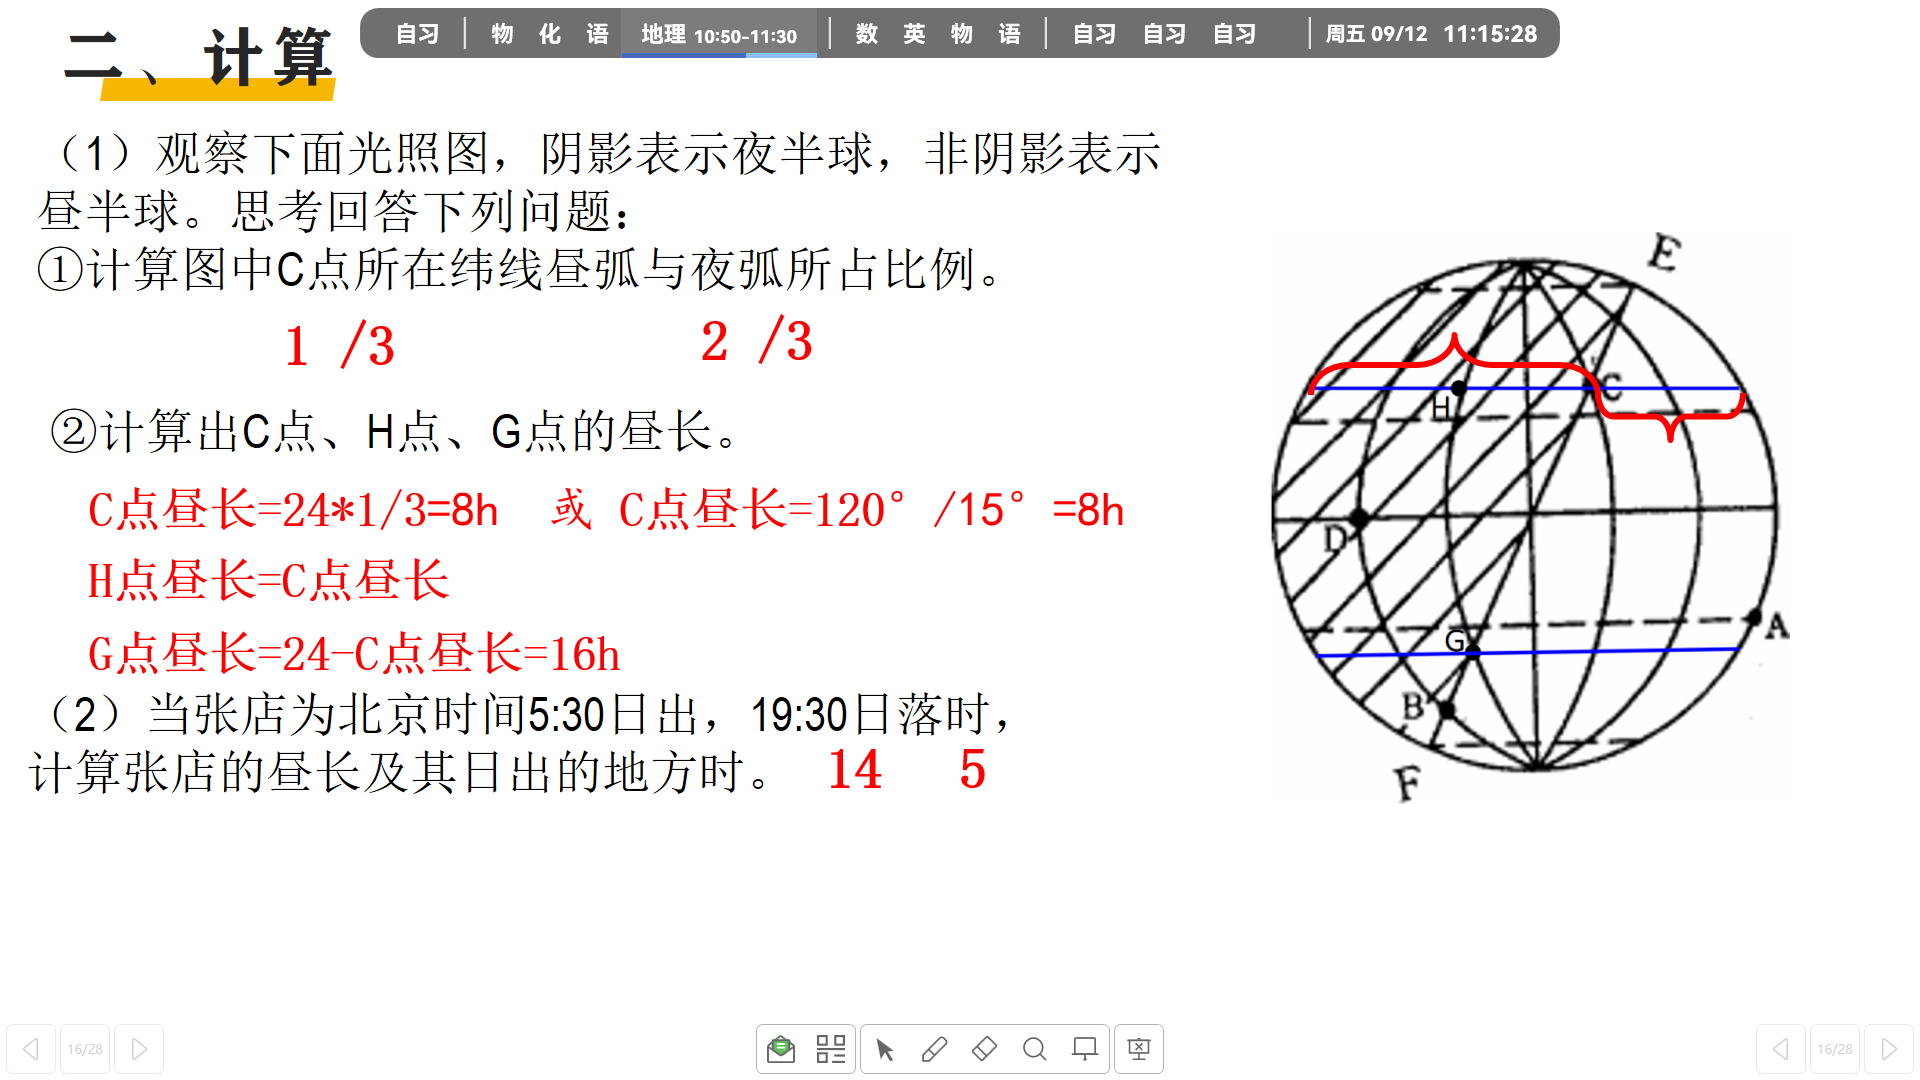 二、计算
自习 物 化 语 地理 10:50-11:30 数 英 物 语 自习 自习 自习 周五 09/12 11:15:28
（1）观察下面光照图，阴影表示夜半球，非阴影表示
昼半球。思考回答下列问题：
①计算图中C点所在纬线昼弧与夜弧所占比例。
1 /3 2 /3
②计算出C点、H点、G点的昼长。
C点昼长=24*1/3=8h 或 C点昼长=120°/15°=8h
H点昼长=C点昼长
G点昼长=24-C点昼长=16h
（2）当张店为北京时间5:30日出，19:30日落时，
计算张店的昼长及其日出的地方时。 14 5
E
C
H
D
A
G
B
F
16/28
16/28